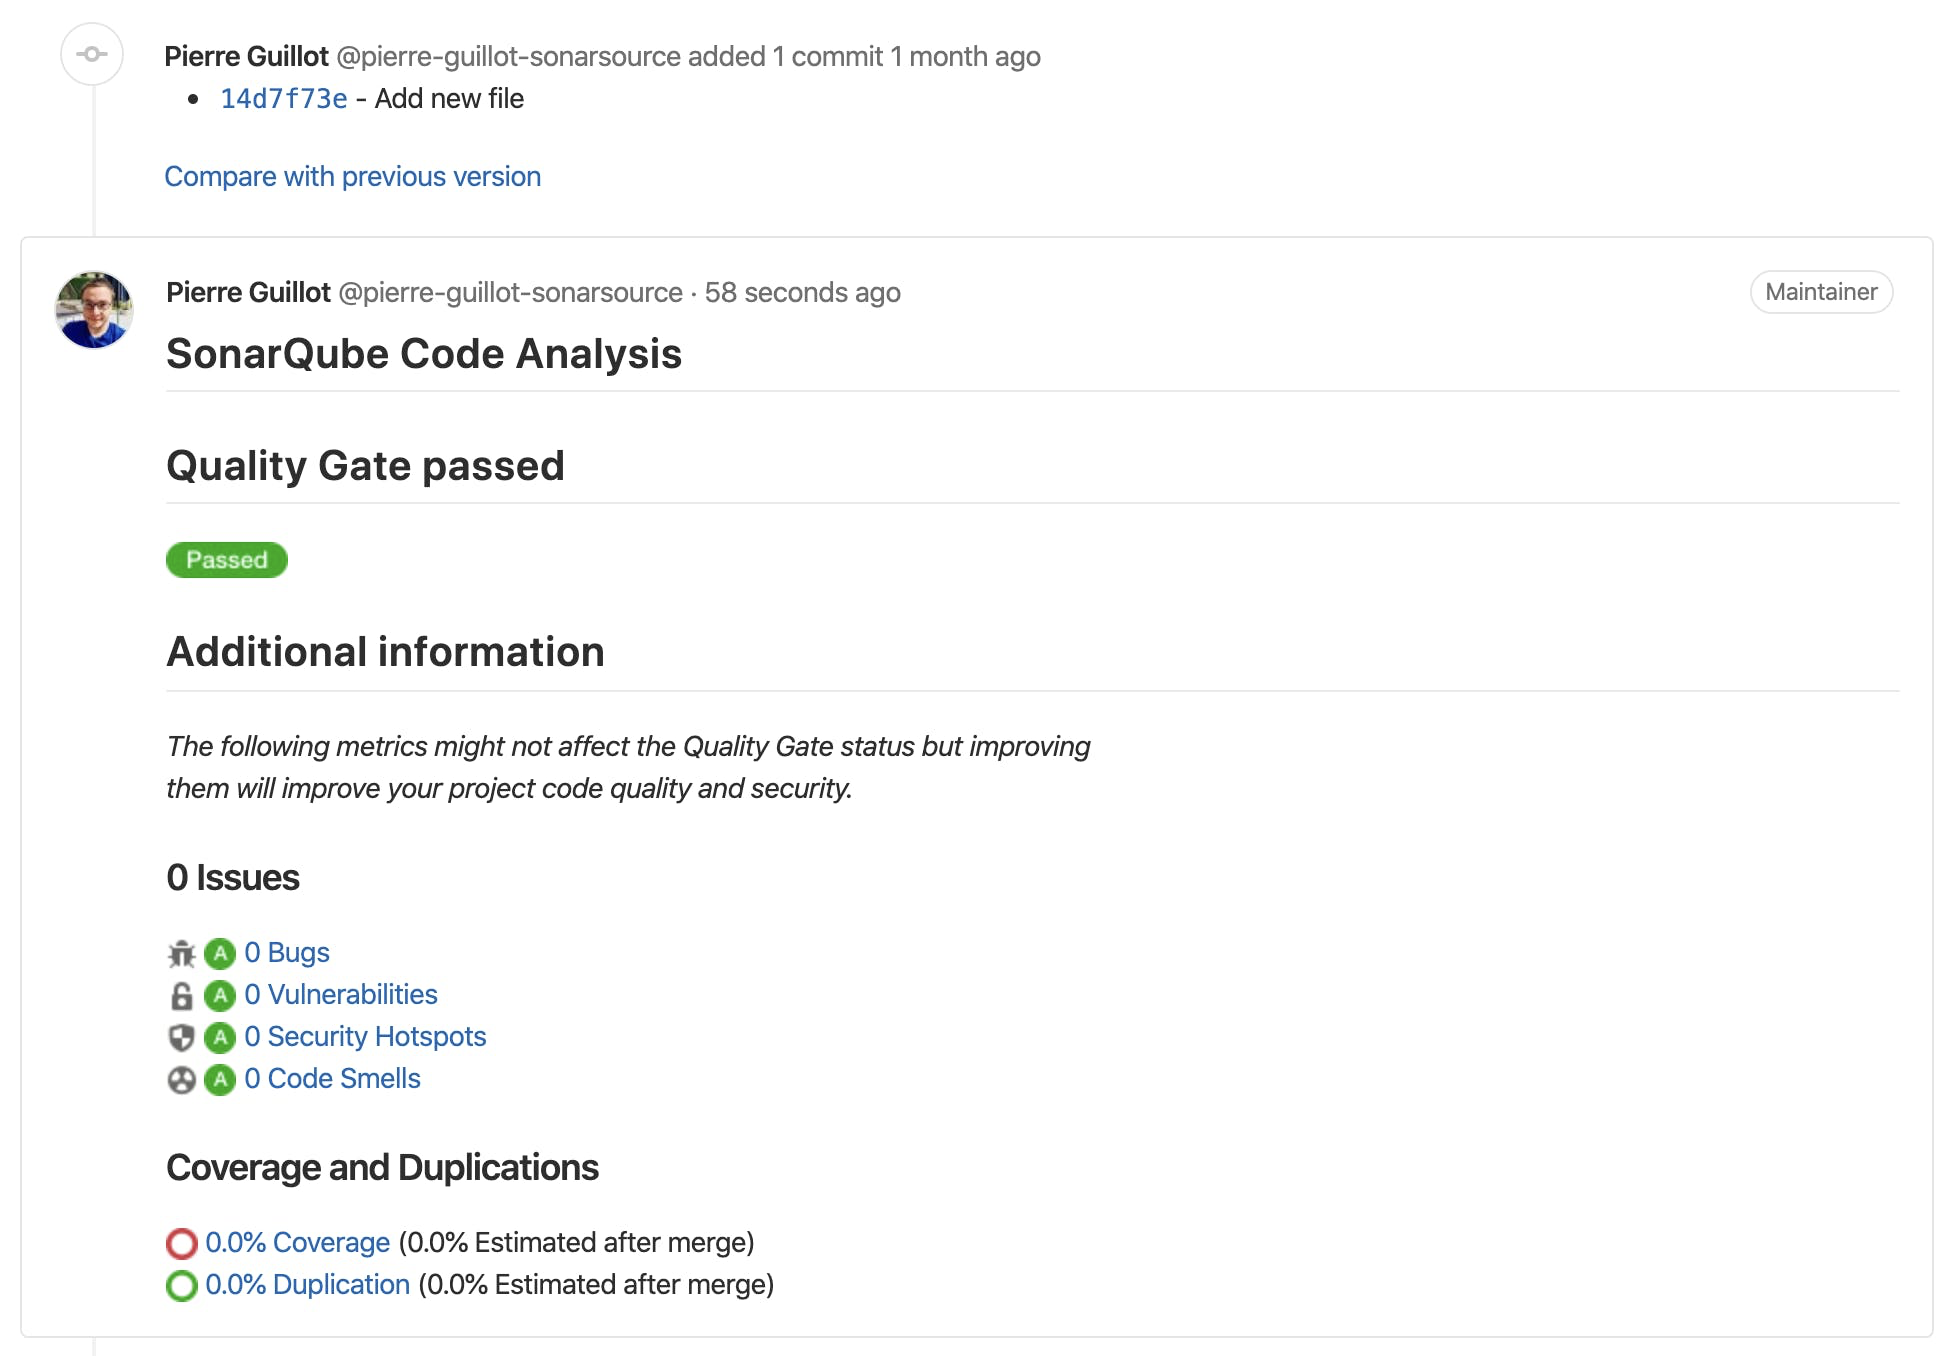 Pierre Guillot @pierre-guillot-sonarsource added 1 commit 1 month ago
• 14d7f73e - Add new file
Compare with previous version
Pierre Guillot @pierre-guillot-sonarsource · 58 seconds ago
Maintainer
SonarQube Code Analysis
Quality Gate passed
Passed
Additional information
The following metrics might not affect the Quality Gate status but improving
them will improve your project code quality and security.
0 Issues
A 0 Bugs
A 0 Vulnerabilities
A 0 Security Hotspots
A 0 Code Smells
Coverage and Duplications
0.0% Coverage (0.0% Estimated after merge)
0.0% Duplication (0.0% Estimated after merge)